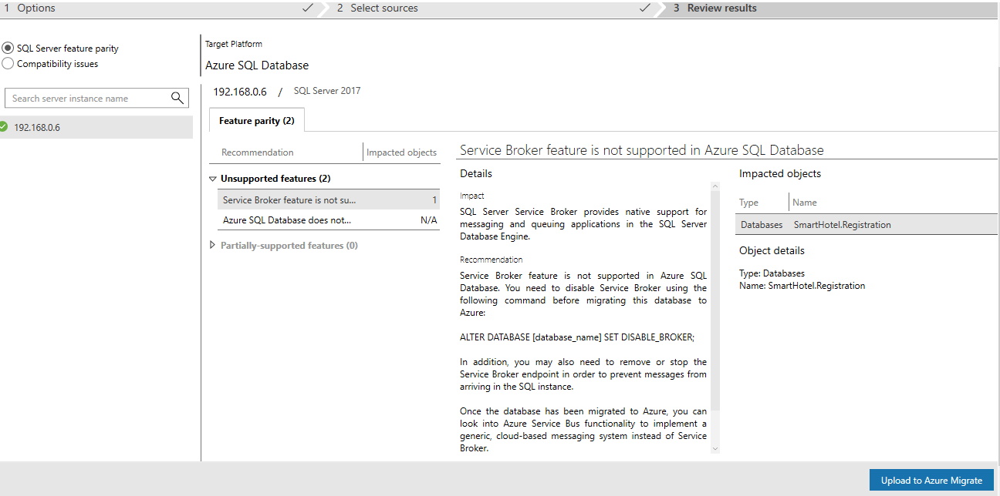 1 Options
2 Select sources
3 Review results
SQL Server feature parity
Compatibility issues
Search server instance name
192.168.0.6
Target Platform
Azure SQL Database
192.168.0.6 / SQL Server 2017
Feature parity (2)
Recommendation
Impacted objects
Unsupported features (2)
Service Broker feature is not su... 1
Azure SQL Database does not... N/A
Partially-supported features (0)
Service Broker feature is not supported in Azure SQL Database
Details
Impact
SQL Server Service Broker provides native support for
messaging and queuing applications in the SQL Server
Database Engine.
Recommendation
Service Broker feature is not supported in Azure SQL
Database. You need to disable Service Broker using the
following command before migrating this database to
Azure:
ALTER DATABASE [database_name] SET DISABLE_BROKER;
In addition, you may also need to remove or stop the
Service Broker endpoint in order to prevent messages from
arriving in the SQL instance.
Once the database has been migrated to Azure, you can
look into Azure Service Bus functionality to implement a
generic, cloud-based messaging system instead of Service
Broker.
Impacted objects
Type Name
Databases SmartHotel.Registration
Object details
Type: Databases
Name: SmartHotel.Registration
Upload to Azure Migrate